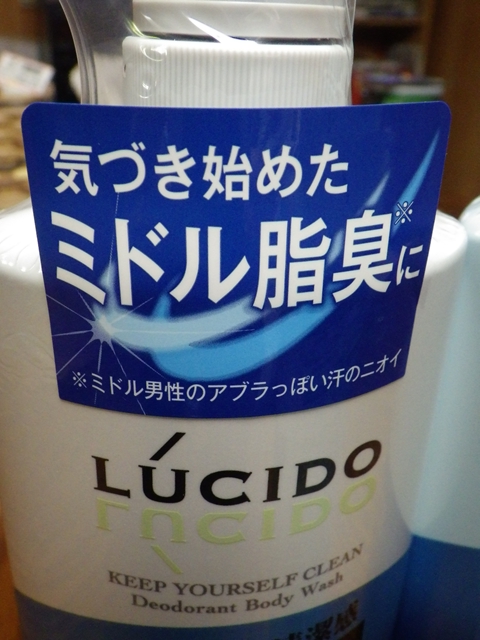 気づき始めた
ミドル脂臭※に
※ミドル男性のアブラっぽい汗のニオイ
LÚCIDO
KEEP YOURSELF CLEAN
Deodorant Body Wash